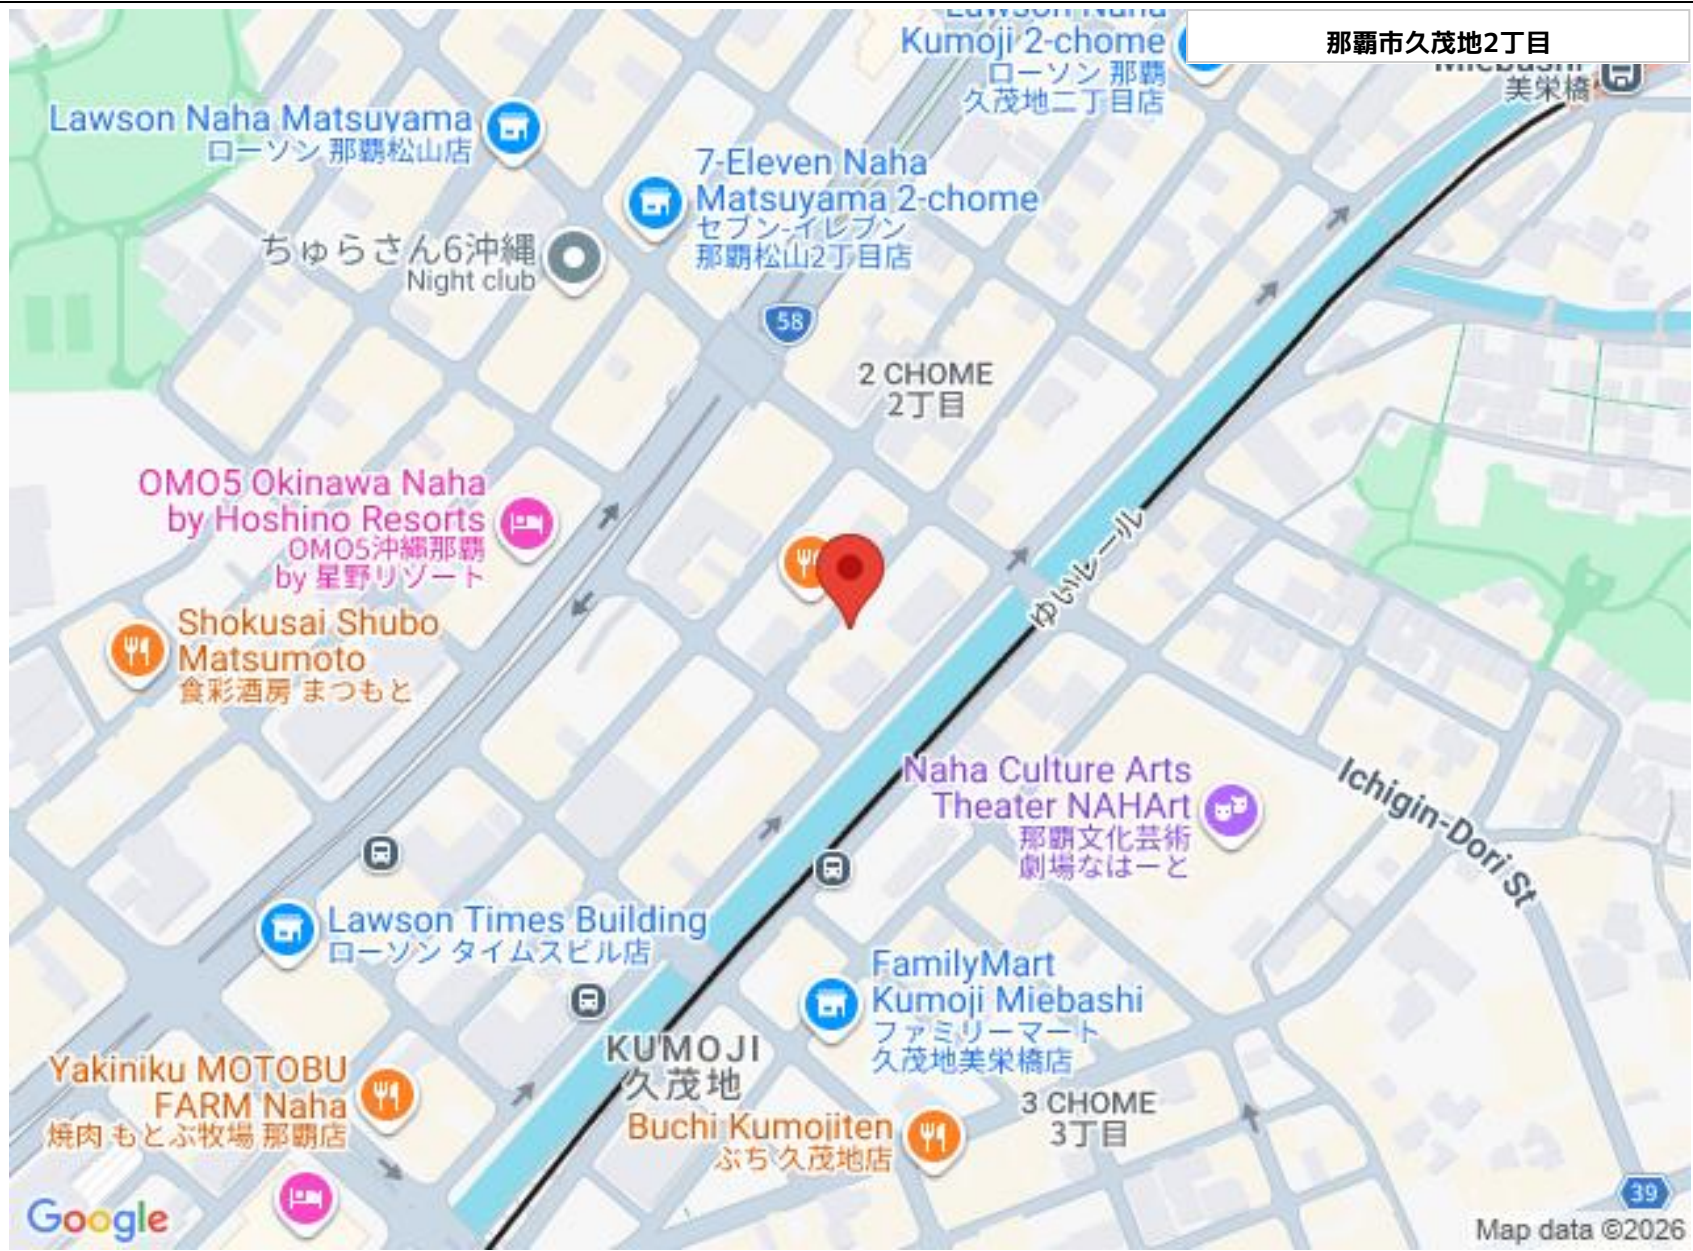 Lawson Naha
Kumoji 2-chome
ローソン 那覇
久茂地二丁目店
那覇市久茂地2丁目
Miebashi
美栄橋
Lawson Naha Matsuyama
ローソン 那覇松山店
7-Eleven Naha
Matsuyama 2-chome
セブン-イレブン
那覇松山2丁目店
ちゅらさん6沖縄
Night club
58
2 CHOME
2丁目
OMO5 Okinawa Naha
by Hoshino Resorts
OMO5沖縄那覇
by 星野リゾート
ゆいレール
Shokusai Shubo
Matsumoto
食彩酒房 まつもと
Naha Culture Arts
Theater NAHArt
那覇文化芸術
劇場なはーと
Ichigin-Dori St
Lawson Times Building
ローソン タイムスビル店
FamilyMart
Kumoji Miebashi
ファミリーマート
久茂地美栄橋店
KUMOJI
久茂地
Yakiniku MOTOBU
FARM Naha
焼肉 もとぶ牧場 那覇店
3 CHOME
3丁目
Buchi Kumojiten
ぶち 久茂地店
39
Google
Map data ©2026